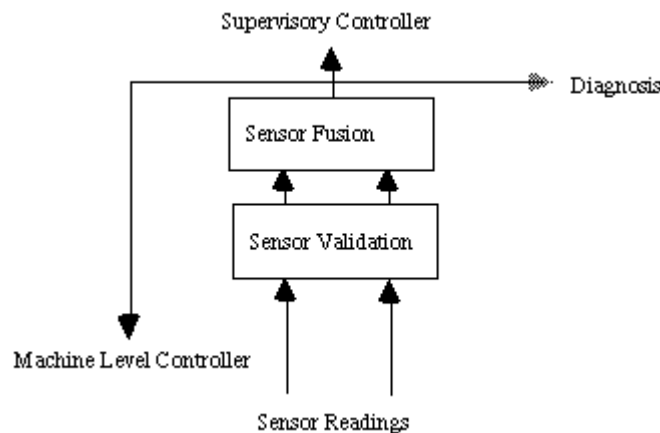 Supervisory Controller
Diagnosis
Sensor Fusion
Sensor Validation
Machine Level Controller
Sensor Readings